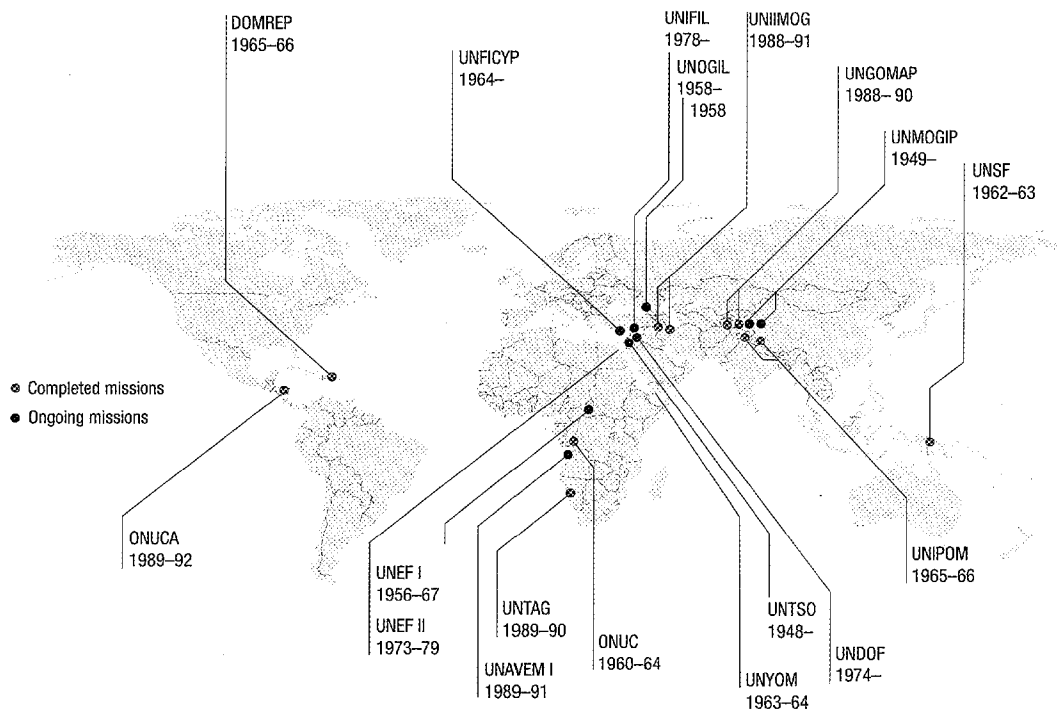 DOMREP
1965–66
UNFICYP
1964–
UNIFIL
1978–
UNOGIL
1958–
1958
UNIIMOG
1988–91
UNGOMAP
1988–90
UNMOGIP
1949–
UNSF
1962–63
Completed missions
Ongoing missions
ONUCA
1989–92
UNEF I
1956–67
UNEF II
1973–79
UNTAG
1989–90
UNAVEM I
1989–91
ONUC
1960–64
UNYOM
1963–64
UNTSO
1948–
UNDOF
1974–
UNIPOM
1965–66